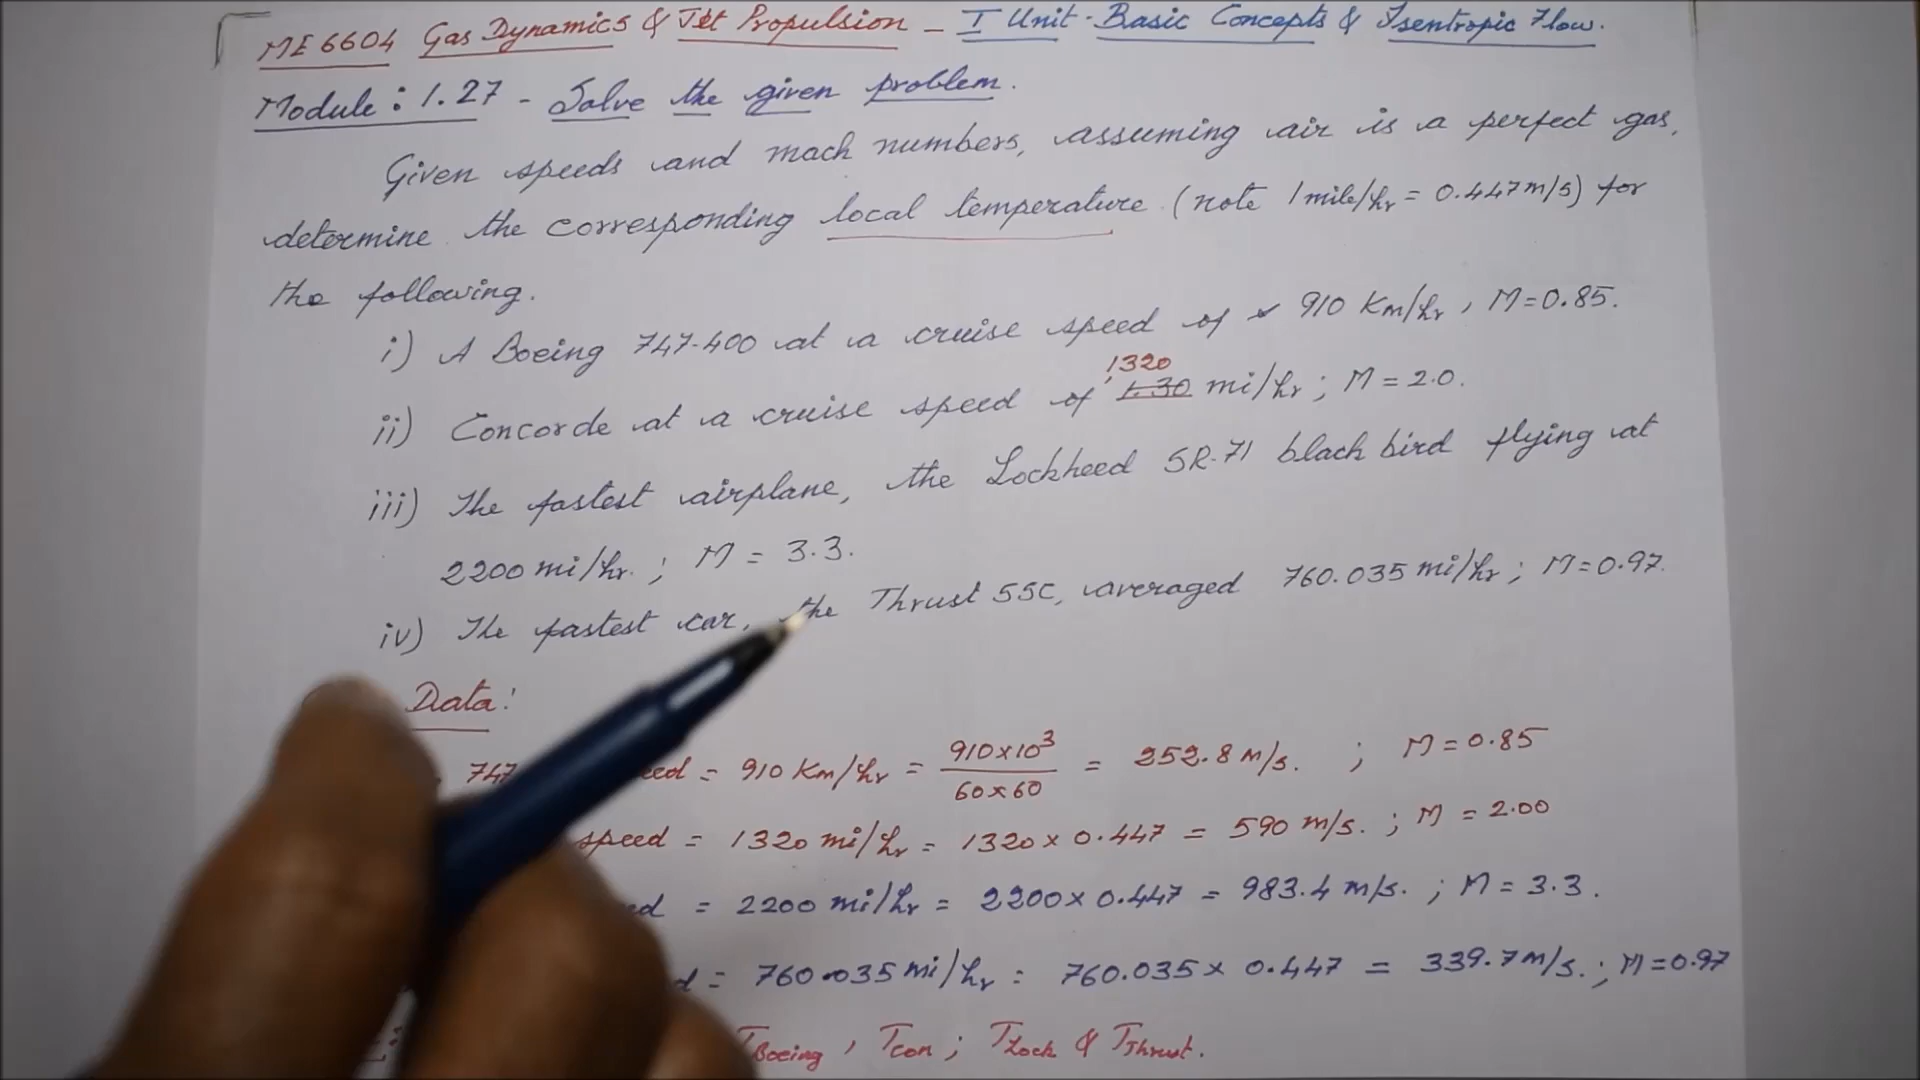 ME 6604 Gas Dynamics & Jet Propulsion - I Unit - Basic Concepts & Isentropic Flow.
Module: 1.27 - Solve the given problem.
Given speeds and mach numbers, assuming air is a perfect gas,
determine the corresponding local temperature (note 1 mile/hr = 0.447 m/s) for
the following.
i) A Boeing 747-400 at a cruise speed of 910 Km/hr, M=0.85.
1320
ii) Concorde at a cruise speed of 1.30 mi/hr; M = 2.0.
iii) The fastest airplane, the Lockheed SR-71 black bird flying at
2200 mi/hr.; M = 3.3.
iv) The fastest car, the Thrust SSC, averaged 760.035 mi/hr; M=0.97.
Data:
747 = 910 Km/hr = 910×10³ / 60×60 = 252.8 m/s. ; M=0.85
speed = 1320 mi/hr = 1320 × 0.447 = 590 m/s. ; M = 2.00
= 2200 mi/hr = 2200 × 0.447 = 983.4 m/s. ; M = 3.3.
= 760.035 mi/hr = 760.035 × 0.447 = 339.7 m/s. ; M=0.97
TBoeing, Tcon; TLock & TThrust.